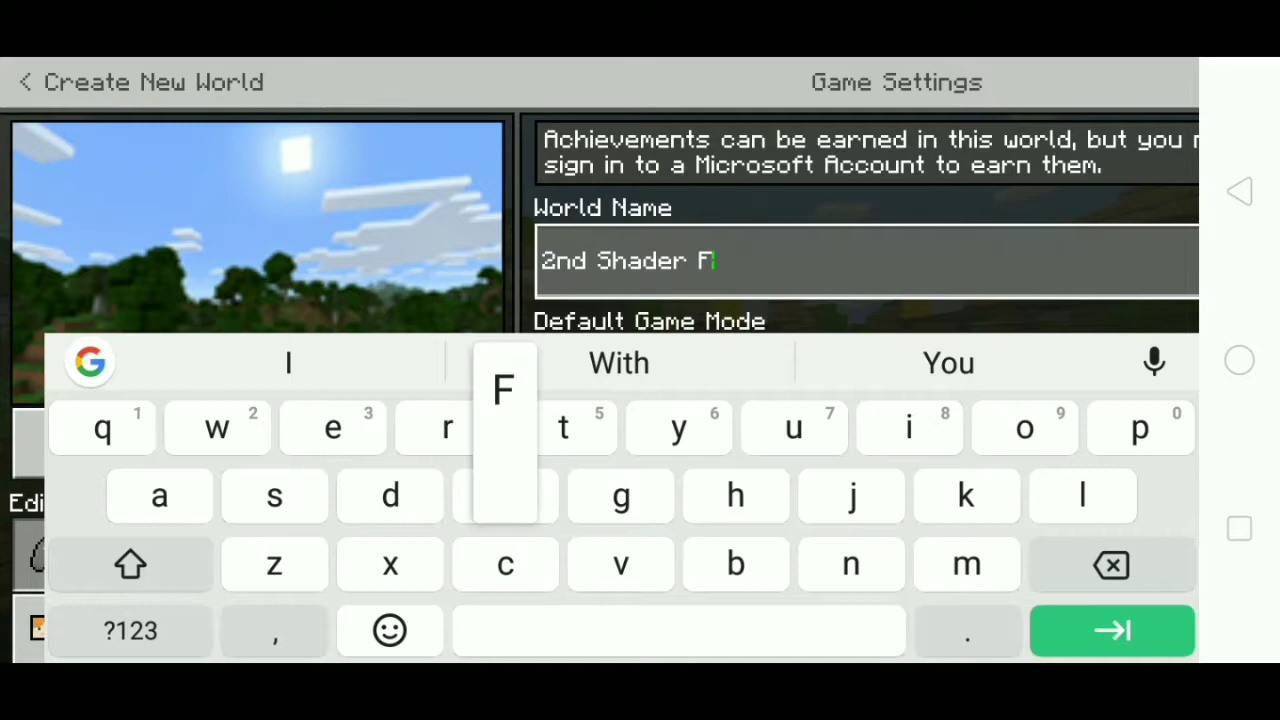 < Create New World
Game Settings
Achievements can be earned in this world, but you
sign in to a Microsoft Account to earn them.
World Name
2nd Shader F
Default Game Mode
Edi
I With You
F
q 1 w 2 e 3 r t 5 y 6 u 7 i 8 o 9 p 0
a s d g h j k l
z x c v b n m
?123 , .